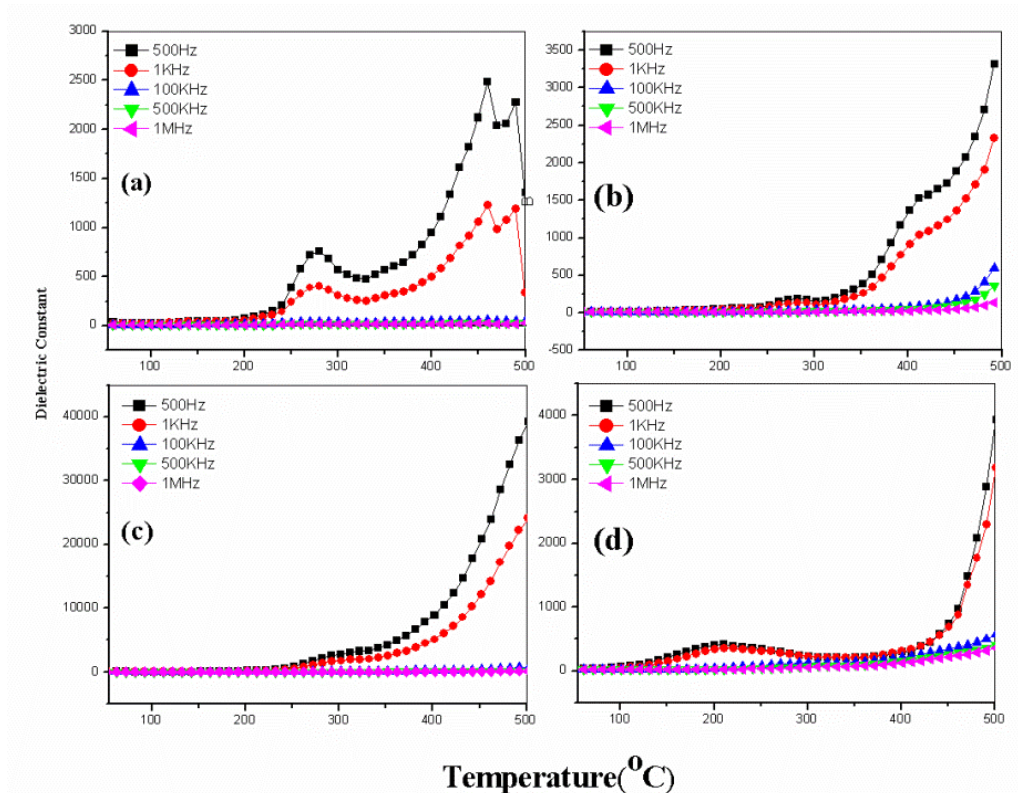 Dielectric Constant
3000
2500
2000
1500
1000
500
0
500Hz
1KHz
100KHz
500KHz
1MHz
(a)
100 200 300 400 500
B
3500
3000
2500
2000
1500
1000
500
0
-500
500Hz
1KHz
100KHz
500KHz
1MHz
(b)
100 200 300 400 500
40000
30000
20000
10000
0
500Hz
1KHz
100KHz
500KHz
1MHz
(c)
100 200 300 400 500
4000
3000
2000
1000
0
500Hz
1KHz
100KHz
500KHz
1MHz
(d)
100 200 300 400 500
Temperature(°C)